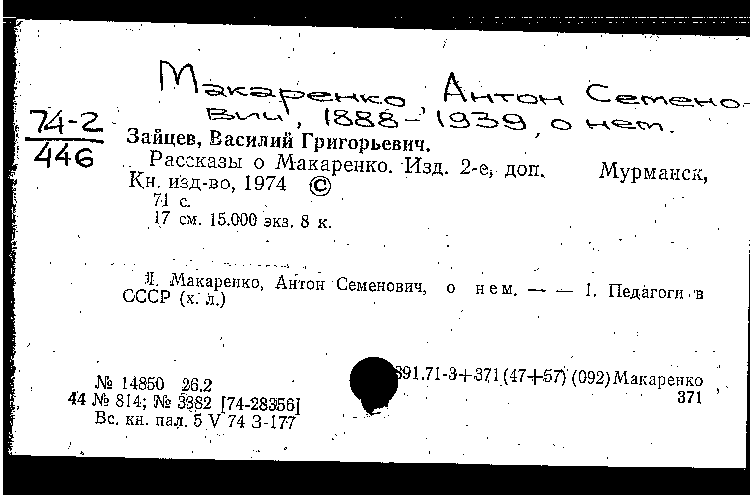 Макаренко, Антон Семено-
вич, 1888-1939, о нем.
74-2
446
Зайцев, Василий Григорьевич.
Рассказы о Макаренко. Изд. 2-е, доп. Мурманск,
Кн. изд-во, 1974 ©
71 с.
17 см. 15.000 экз. 8 к.
II. Макаренко, Антон Семенович, о нем. — — 1. Педагоги в
СССР (х. л.)
№ 14850 26.2
891.71-3+371(47+57)(092)Макаренко
371
44 № 814; № 3382 [74-28356]
Вс. кн. пал. 5 V 74 З-177